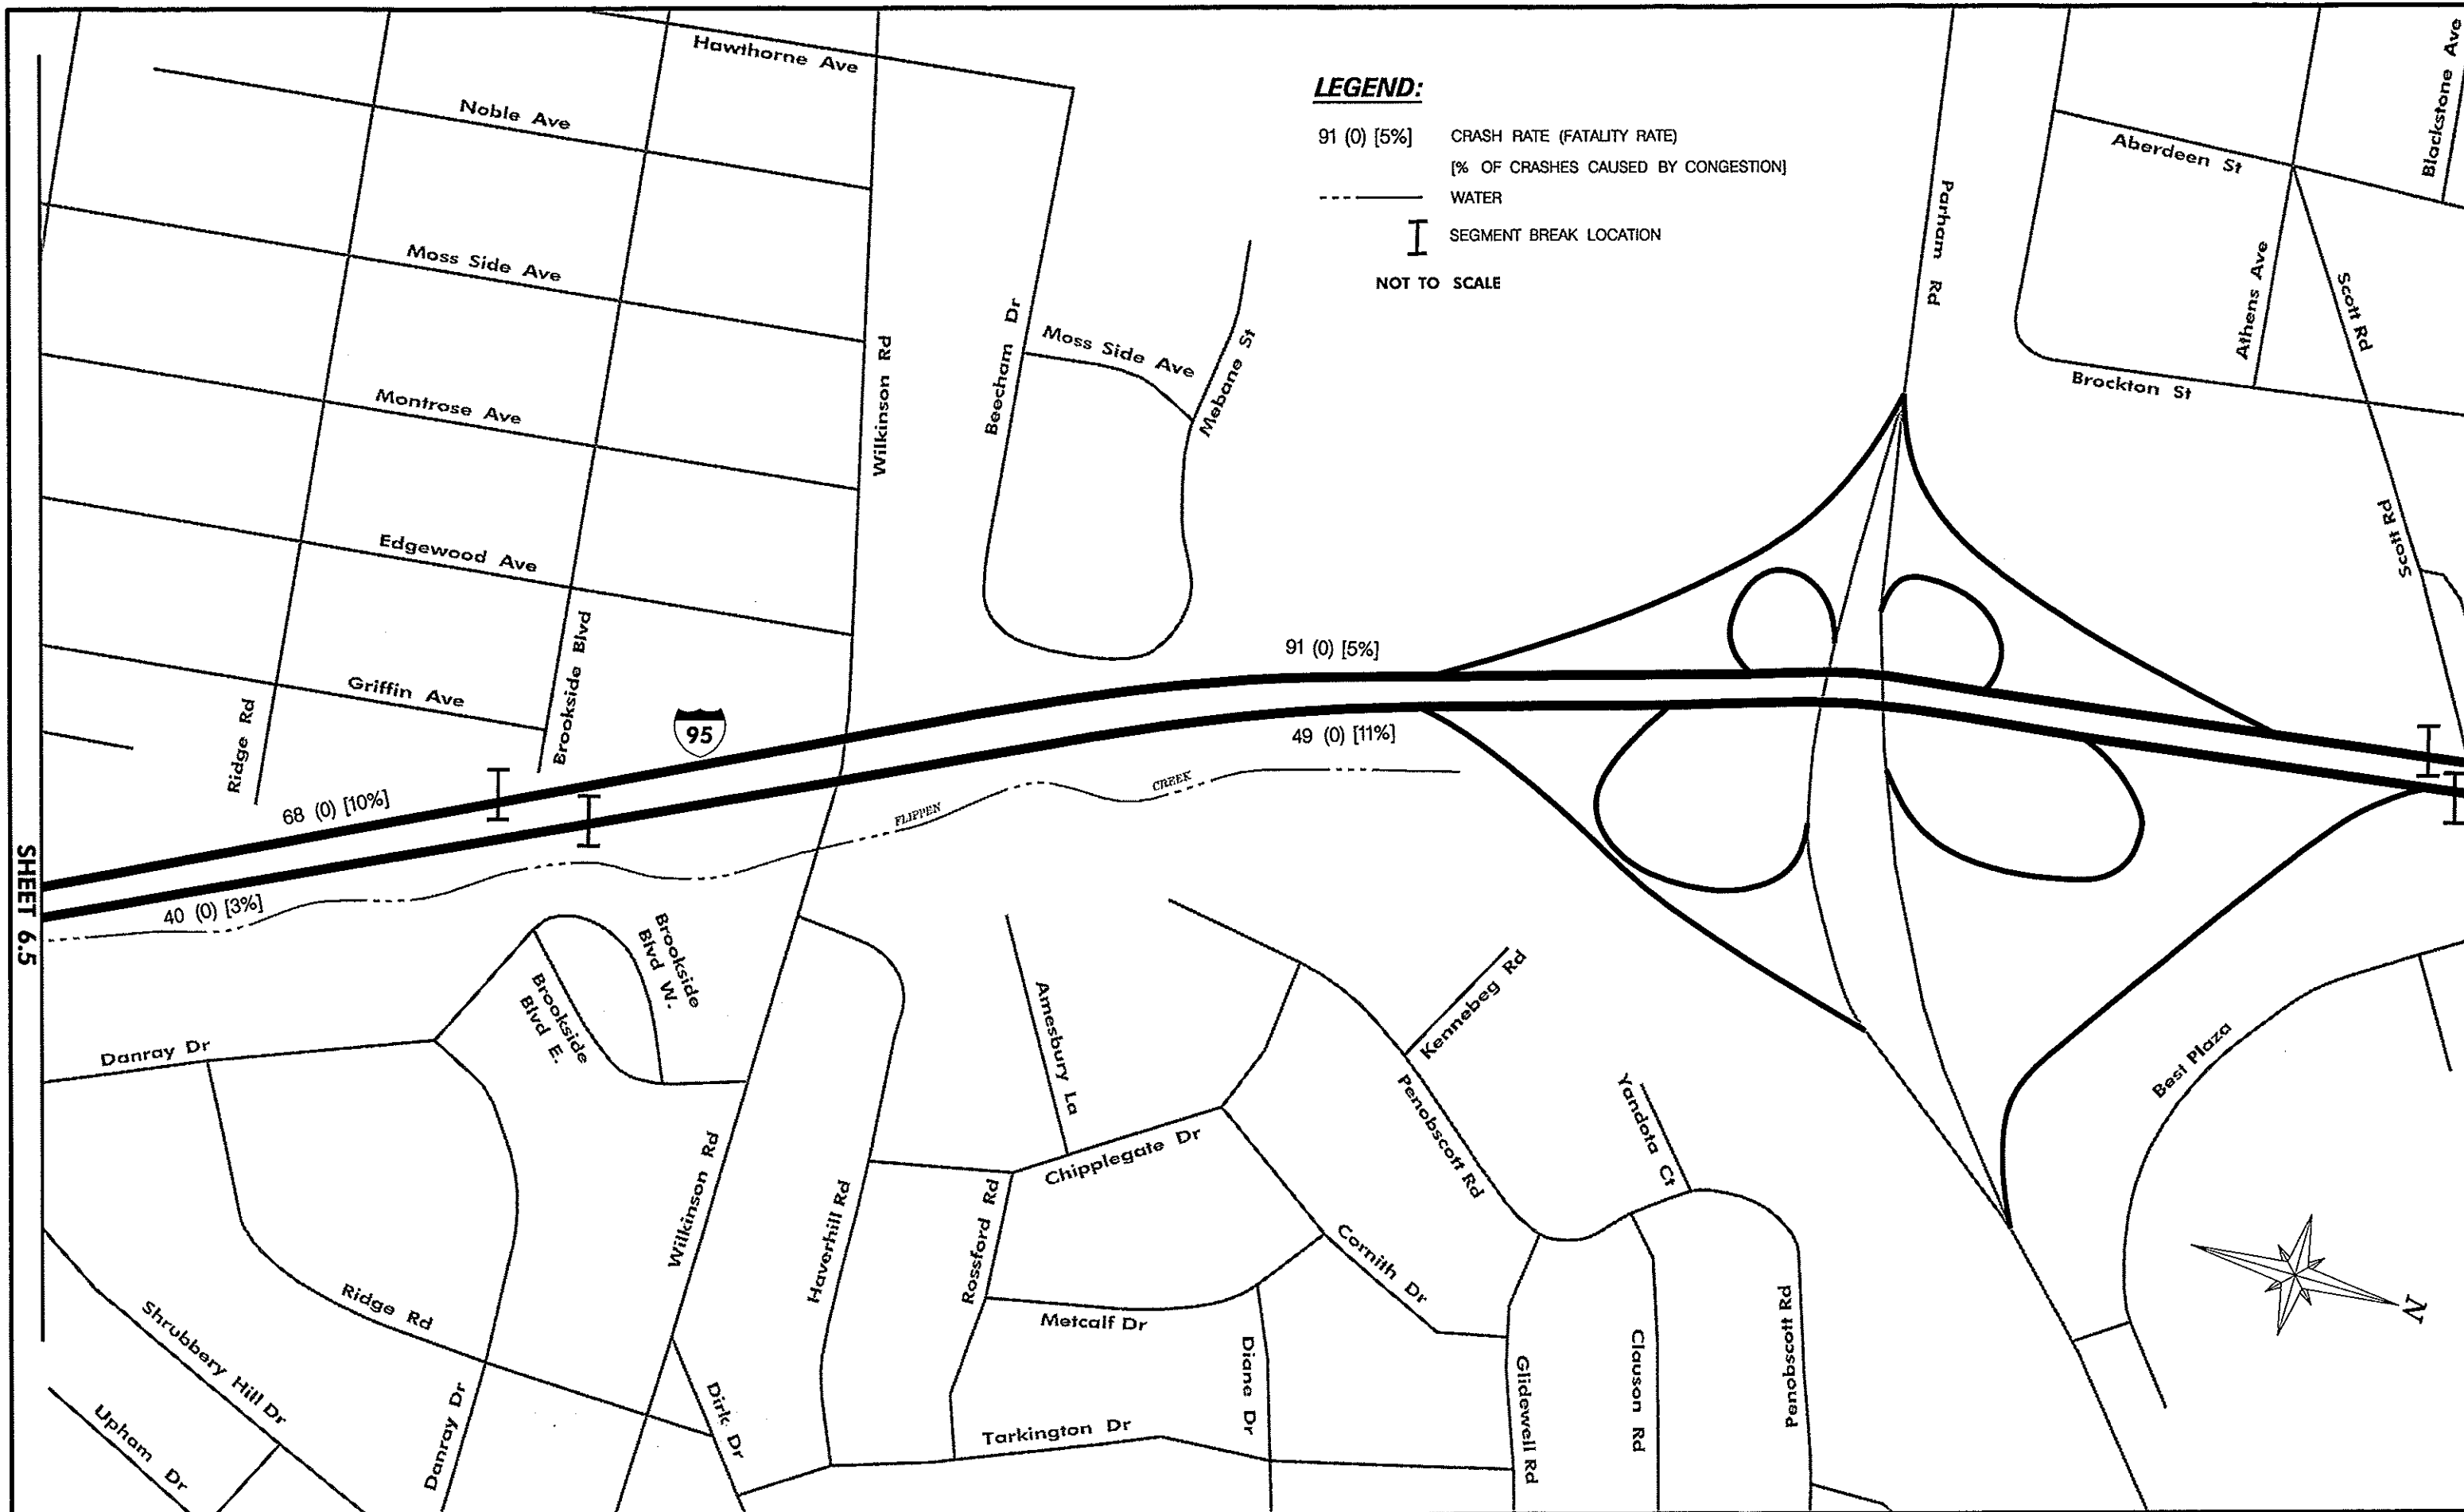 Hawthorne Ave
Noble Ave
Moss Side Ave
Montrose Ave
Edgewood Ave
Griffin Ave
Ridge Rd
Brookside Blvd
Wilkinson Rd
Beecham Dr
Moss Side Ave
Mebane St
LEGEND:
91 (0) [5%] CRASH RATE (FATALITY RATE)
[% OF CRASHES CAUSED BY CONGESTION]
WATER
SEGMENT BREAK LOCATION
NOT TO SCALE
Parham Rd
Aberdeen St
Blackstone Ave
Athens Ave
Scott Rd
Brockton St
Scott Rd
91 (0) [5%]
95
49 (0) [11%]
68 (0) [10%]
40 (0) [3%]
FLIPPEN
CREEK
SHEET 6.5
Brookside
Blvd W.
Brookside
Blvd E.
Danray Dr
Amesbury La
Kennebeg Rd
Penobscott Rd
Yandota Ct
Best Plaza
Chipplegate Dr
Wilkinson Rd
Haverhill Rd
Rossford Rd
Cornith Dr
Metcalf Dr
Ridge Rd
Shrubbery Hill Dr
Upham Dr
Danray Dr
Dirk Dr
Tarkington Dr
Diane Dr
Glidewell Rd
Clauson Rd
Penobscott Rd
N